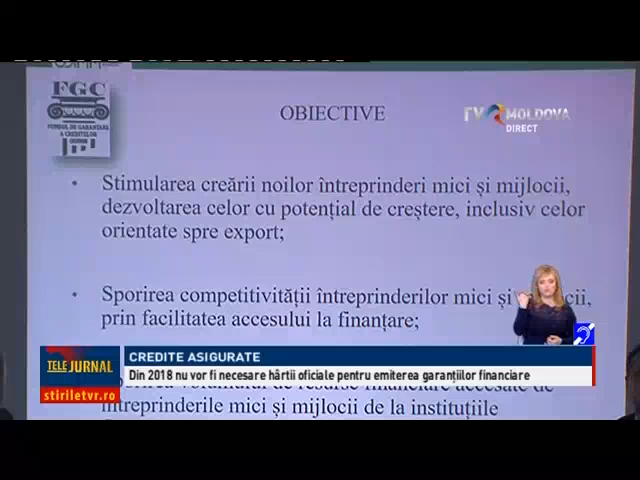 FGC
FONDUL DE GARANTARE
A CREDITELOR
OBIECTIVE
TVR MOLDOVA
DIRECT
• Stimularea creării noilor întreprinderi mici și mijlocii,
dezvoltarea celor cu potențial de creștere, inclusiv celor
orientate spre export;
• Sporirea competitivității întreprinderilor mici și
prin facilitatea accesului la finanțare;
TELE JURNAL
CREDITE ASIGURATE
Din 2018 nu vor fi necesare hârtii oficiale pentru emiterea garanțiilor financiare
stiriletvr.ro
întreprinderile mici și mijlocii de la instituțiile